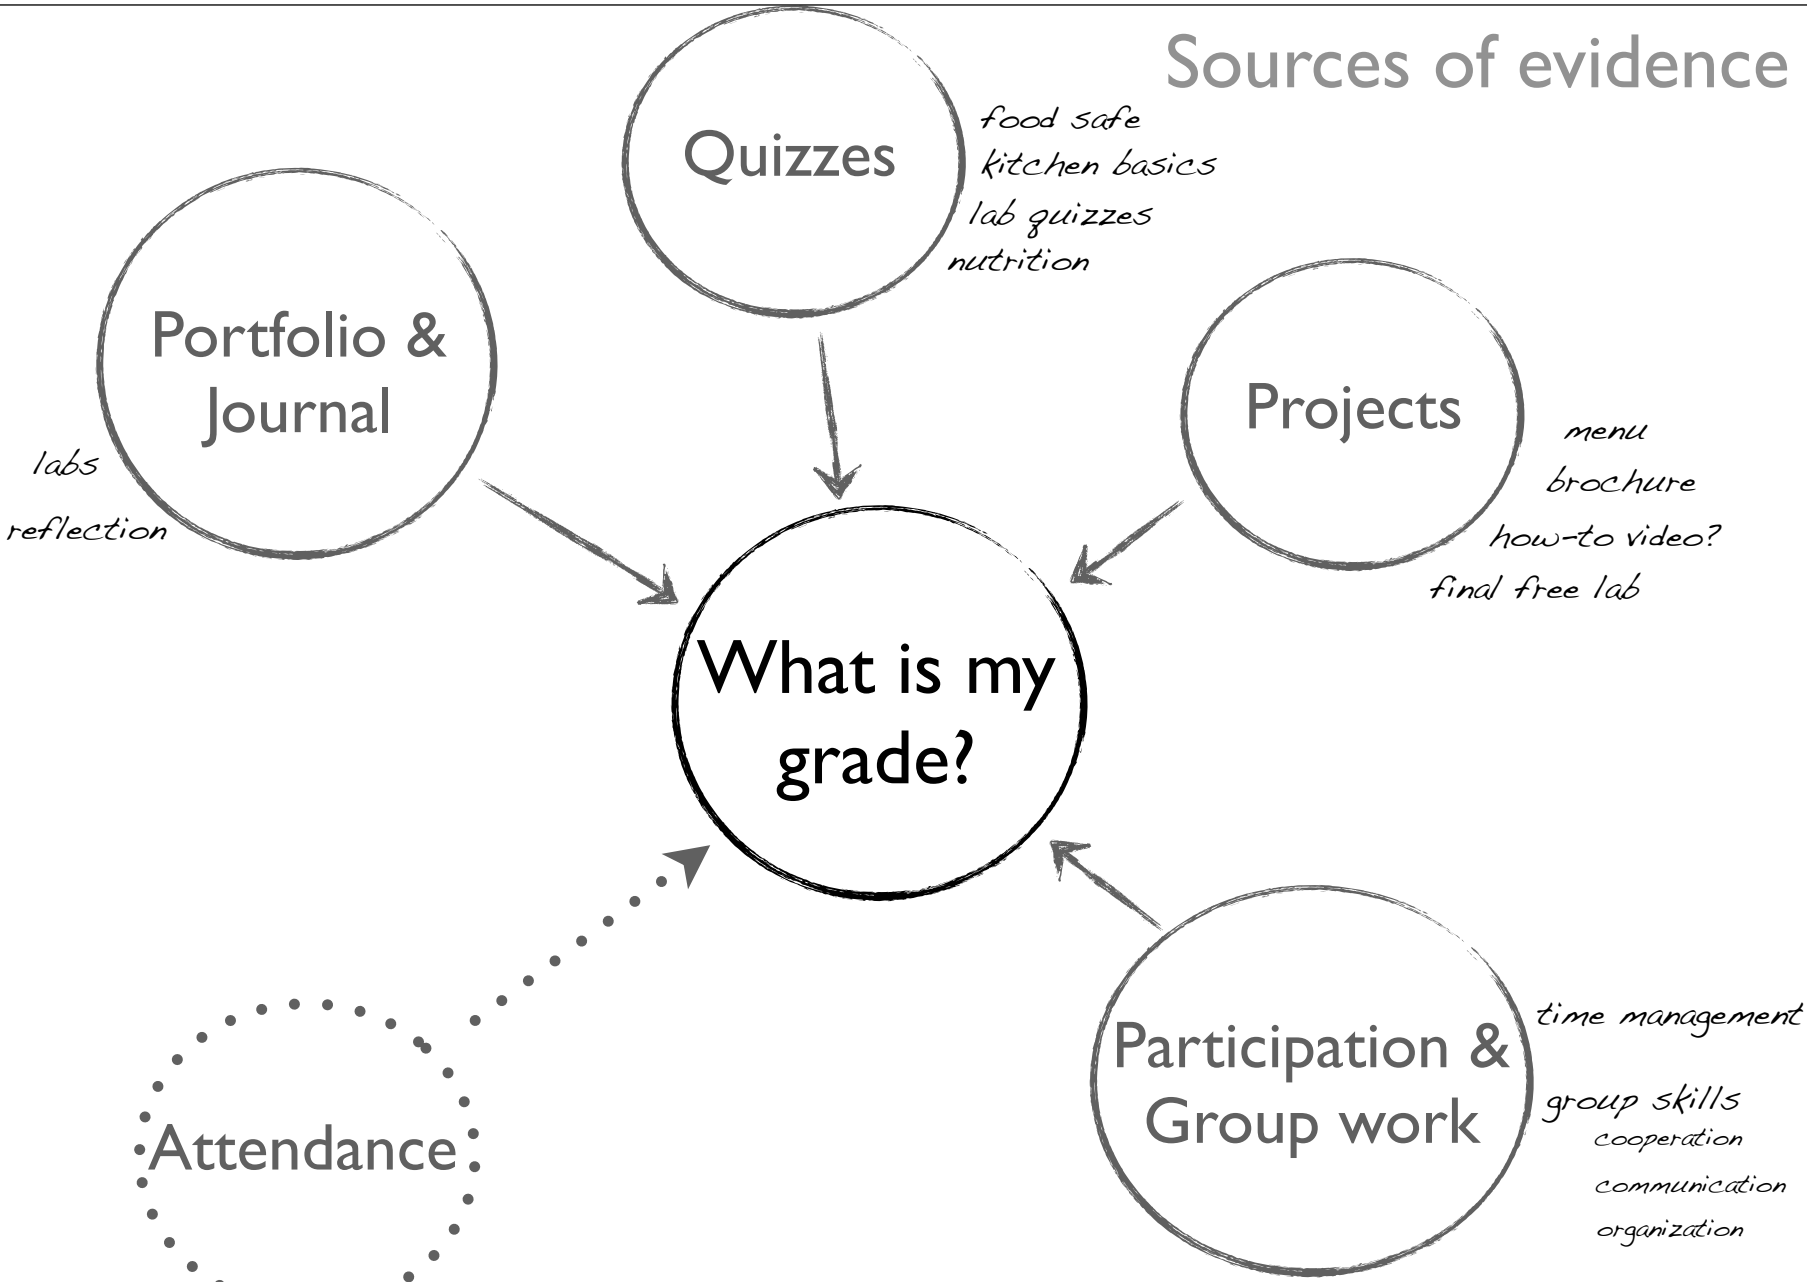 Sources of evidence
Quizzes
food safe
kitchen basics
lab quizzes
nutrition
Portfolio &
Journal
labs
reflection
Projects
menu
brochure
how-to video?
final free lab
What is my
grade?
Attendance
Participation &
Group work
time management
group skills
cooperation
communication
organization